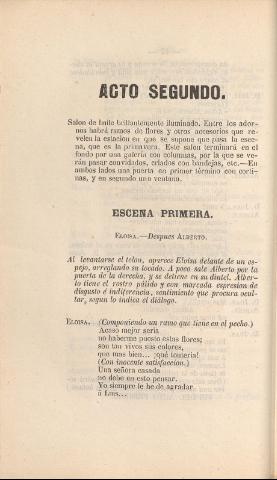 ACTO SEGUNDO.
Salon de baile brillantemente iluminado. Entre los ador-
nos habrá ramos de flores y otros accesorios que re-
velen la estacion en que se supone que pasa la esce-
na, que es la primavera. Este salon terminará en el
fondo por una galería con columnas, por la que se ve-
rán pasar convidados, criados con bandejas, etc.—En
ambos lados una puerta en primer término con corti-
nas, y en segundo una ventana.
ESCENA PRIMERA.
ELOISA.—Despues ALBERTO.
Al levantarse el telon, aparece Eloisa delante de un es-
pejo, arreglando su tocado. A poco sale Alberto por la
puerta de la derecha, y se detiene en su dintel. Alber-
to tiene el rostro pálido y con marcada espresion de
disgusto é indiferencia, sentimiento que procura ocul-
tar, segun lo indica el diálogo.
ELOISA. (Componiendo un ramo que tiene en el pecho.)
Acaso mejor seria
no haberme puesto estas flores;
son tan vivos sus colores,
que mas bien... ¡qué tontería!
(Con inocente satisfaccion.)
Una señora casada
no debe en esto pensar.
Yo siempre le he de agradar
á Luis...